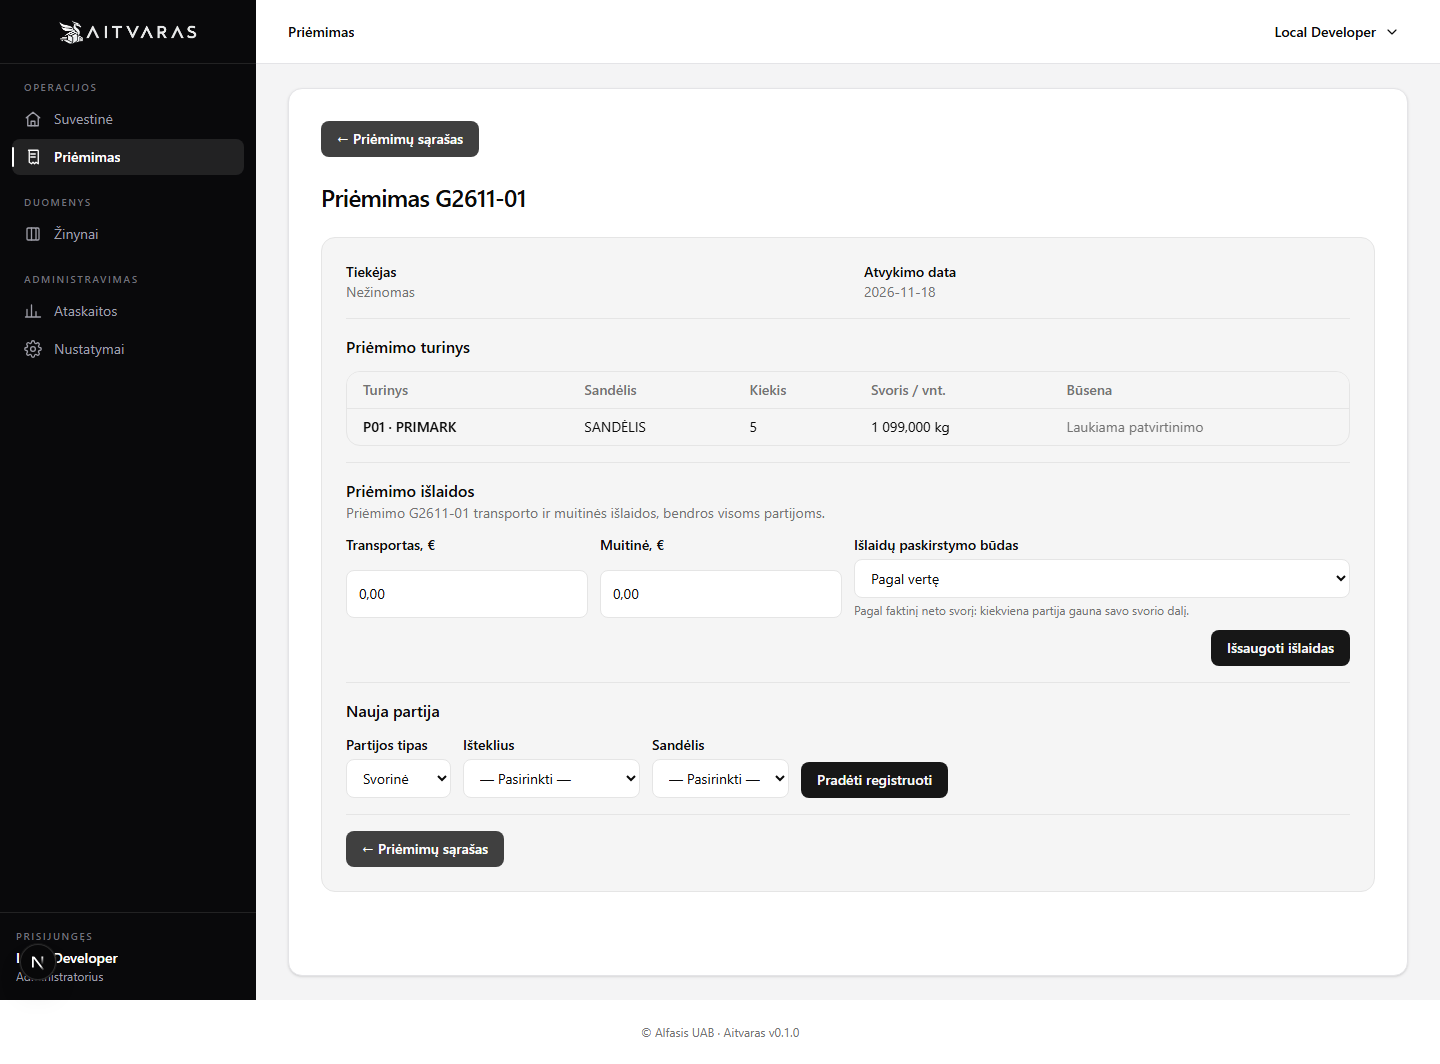 AITVARAS
Priėmimas
Local Developer
OPERACIJOS
Suvestinė
Priėmimas
DUOMENYS
Žinynai
ADMINISTRAVIMAS
Ataskaitos
Nustatymai
← Priėmimų sąrašas
Priėmimas G2611-01
Tiekėjas
Atvykimo data
Nežinomas
2026-11-18
Priėmimo turinys
Turinys Sandėlis Kiekis Svoris / vnt. Būsena
P01 · PRIMARK SANDĖLIS 5 1 099,000 kg Laukiama patvirtinimo
Priėmimo išlaidos
Priėmimo G2611-01 transporto ir muitinės išlaidos, bendros visoms partijoms.
Transportas, € Muitinė, € Išlaidų paskirstymo būdas
0,00 0,00 Pagal vertę
Pagal faktinį neto svorį: kiekviena partija gauna savo svorio dalį.
Išsaugoti išlaidas
Nauja partija
Partijos tipas Išteklius Sandėlis
Svorinė — Pasirinkti — — Pasirinkti — Pradėti registruoti
← Priėmimų sąrašas
PRISIJUNGĘS
Developer
N
© Alfasis UAB · Aitvaras v0.1.0